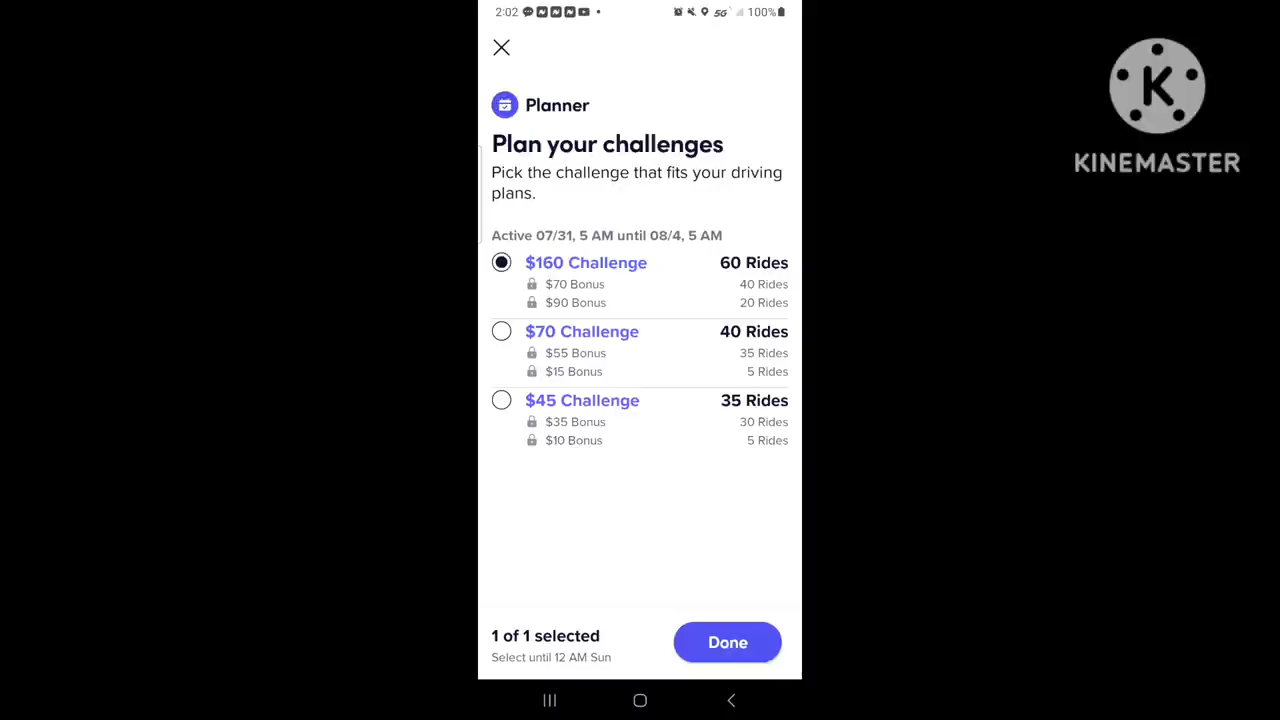 2:02
5G
100%
K
KINEMASTER
Planner
Plan your challenges
Pick the challenge that fits your driving
plans.
Active 07/31, 5 AM until 08/4, 5 AM
$160 Challenge 60 Rides
$70 Bonus 40 Rides
$90 Bonus 20 Rides
$70 Challenge 40 Rides
$55 Bonus 35 Rides
$15 Bonus 5 Rides
$45 Challenge 35 Rides
$35 Bonus 30 Rides
$10 Bonus 5 Rides
1 of 1 selected
Select until 12 AM Sun
Done